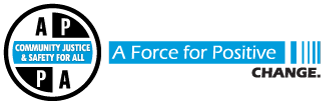 A P
COMMUNITY JUSTICE
& SAFETY FOR ALL
P A
A Force for Positive
CHANGE.